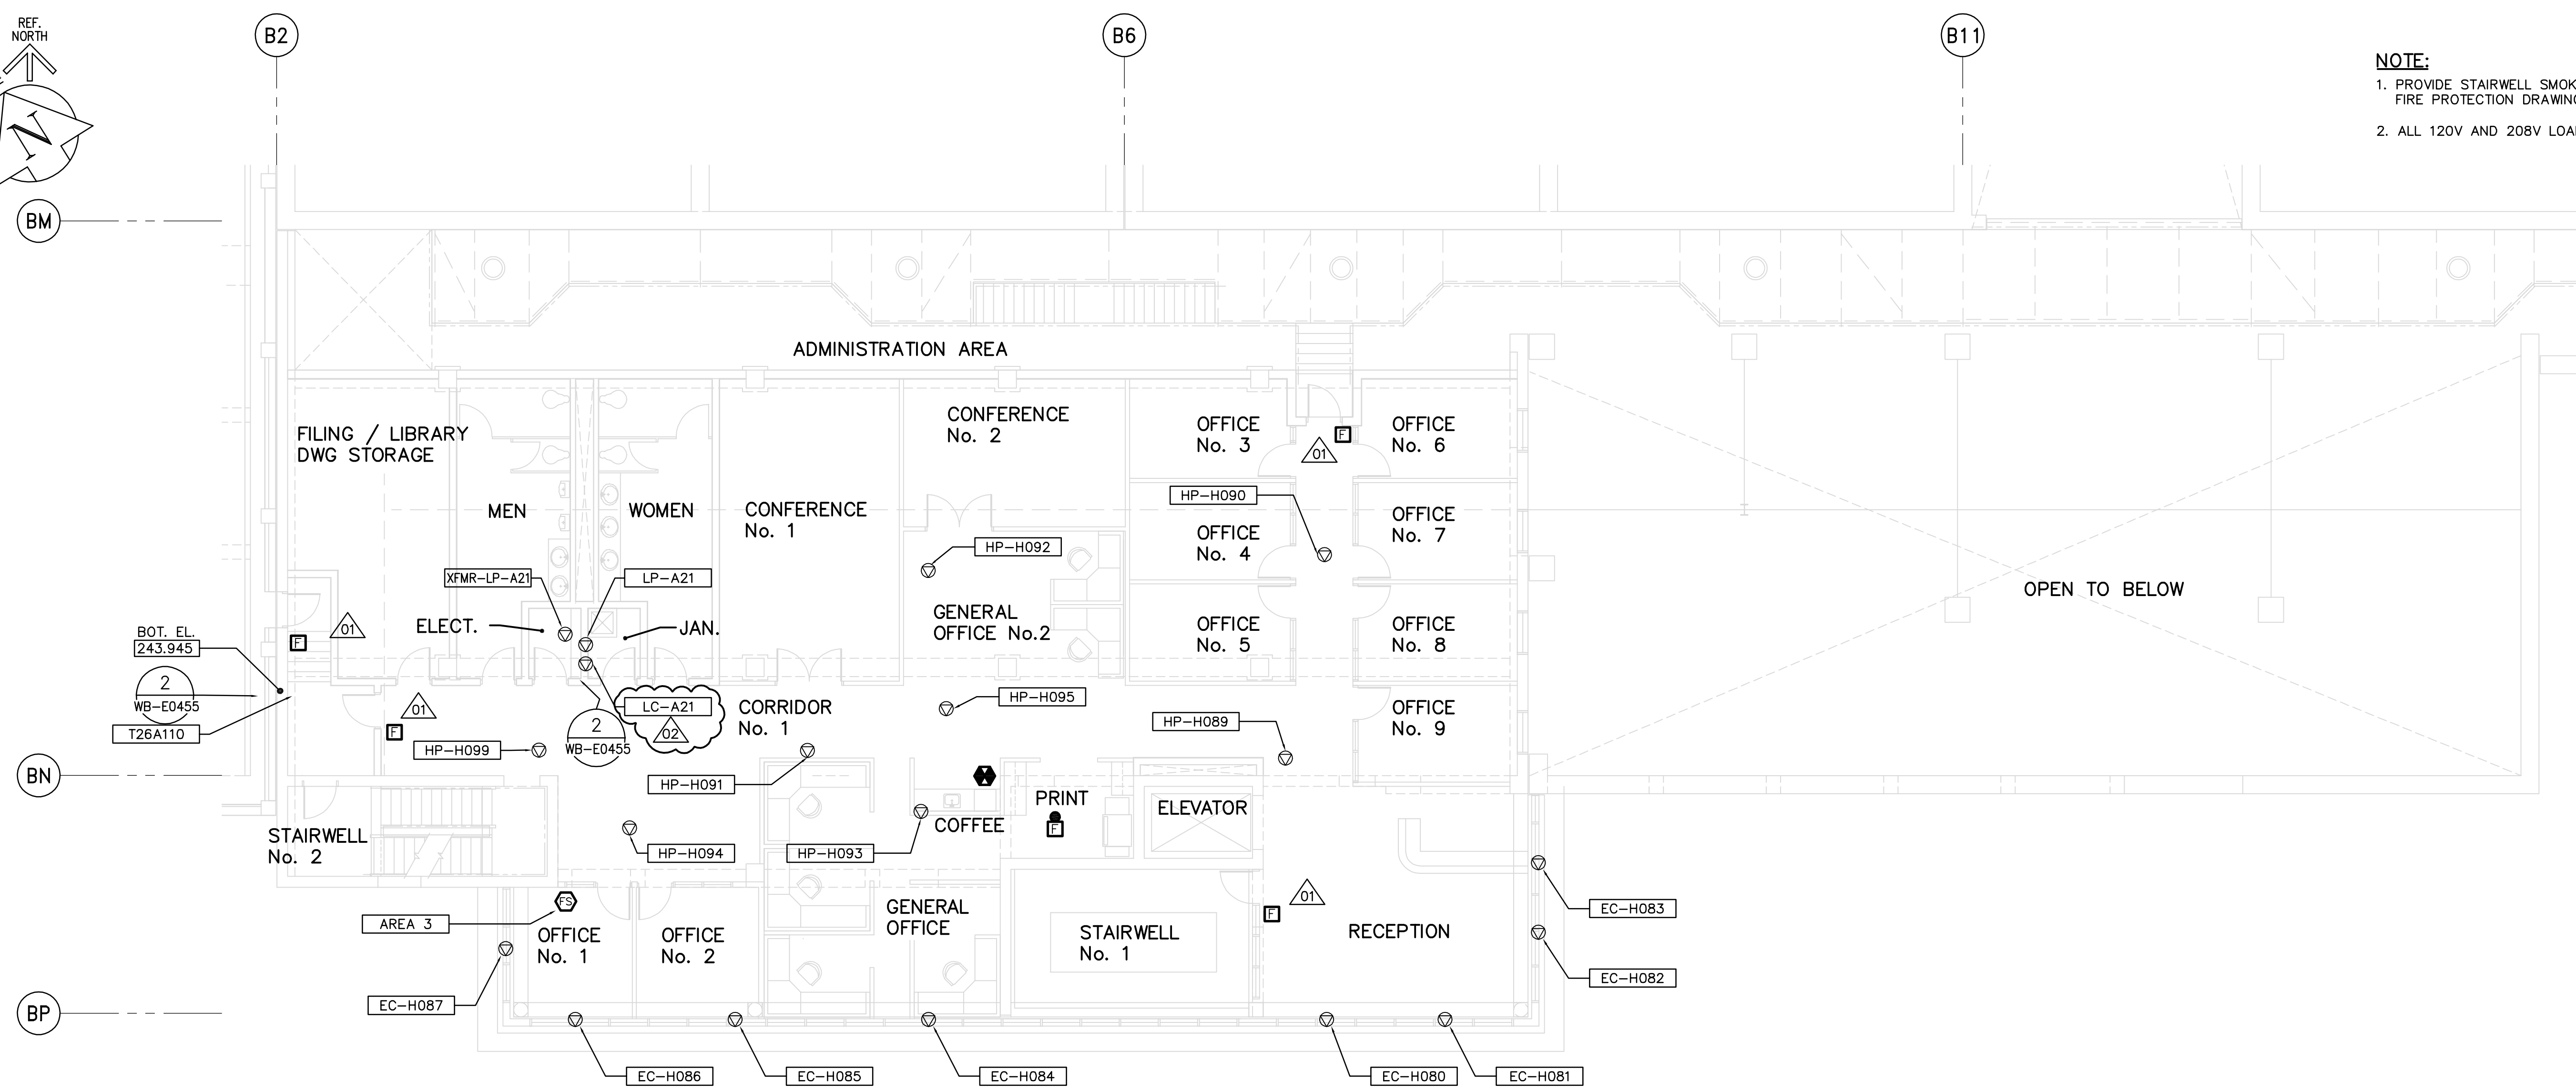 REF.
NORTH
N
B2
B6
B11
NOTE:
1. PROVIDE STAIRWELL
FIRE PROTECTION
2. ALL 120V AND 208V
BM
ADMINISTRATION AREA
FILING / LIBRARY
DWG STORAGE
MEN
WOMEN
CONFERENCE
No. 1
CONFERENCE
No. 2
OFFICE
No. 3
F
01
OFFICE
No. 6
HP-H090
OFFICE
No. 4
OFFICE
No. 7
HP-H092
XFMR-LP-A21
LP-A21
OPEN TO BELOW
GENERAL
OFFICE No.2
OFFICE
No. 5
OFFICE
No. 8
ELECT.
JAN.
01
F
BOT. EL.
243.945
2
WB-E0455
T26A110
01
F
2
WB-E0455
LC-A21
02
CORRIDOR
No. 1
HP-H095
HP-H089
OFFICE
No. 9
HP-H099
HP-H091
BN
PRINT
F
ELEVATOR
COFFEE
STAIRWELL
No. 2
HP-H094
HP-H093
FS
AREA 3
OFFICE
No. 1
OFFICE
No. 2
GENERAL
OFFICE
STAIRWELL
No. 1
01
F
RECEPTION
EC-H083
EC-H082
EC-H087
BP
EC-H086
EC-H085
EC-H084
EC-H080
EC-H081